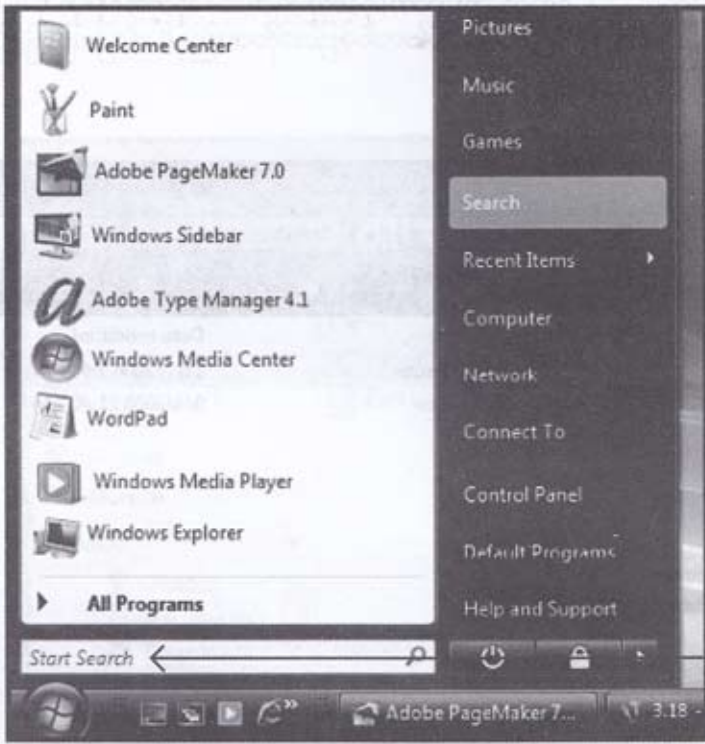 Welcome Center
Paint
Adobe PageMaker 7.0
Windows Sidebar
Adobe Type Manager 4.1
Windows Media Center
WordPad
Windows Media Player
Windows Explorer
All Programs
Start Search
Pictures
Music
Games
Search
Recent Items
Computer
Network
Connect To
Control Panel
Default Programs
Help and Support
Adobe PageMaker 7...
3.18 -